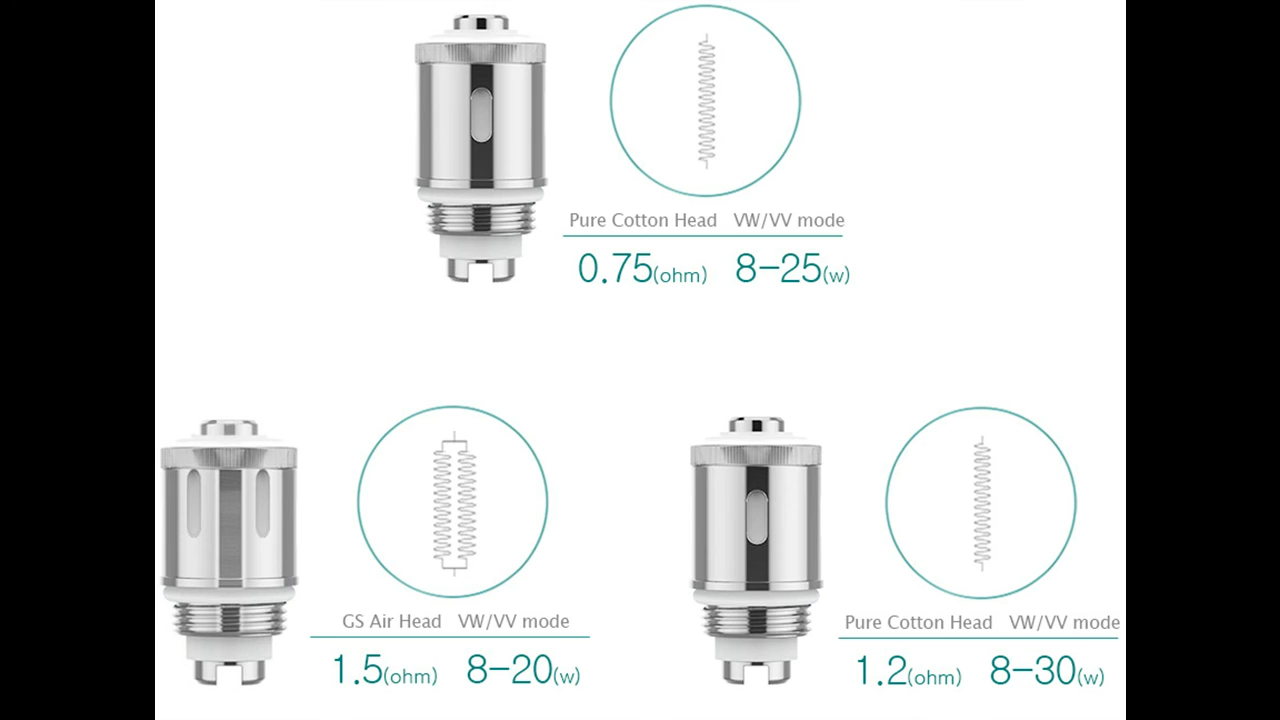 Pure Cotton Head VW/VV mode
0.75(ohm) 8-25(w)
GS Air Head VW/VV mode
1.5(ohm) 8-20(w)
Pure Cotton Head VW/VV mode
1.2(ohm) 8-30(w)